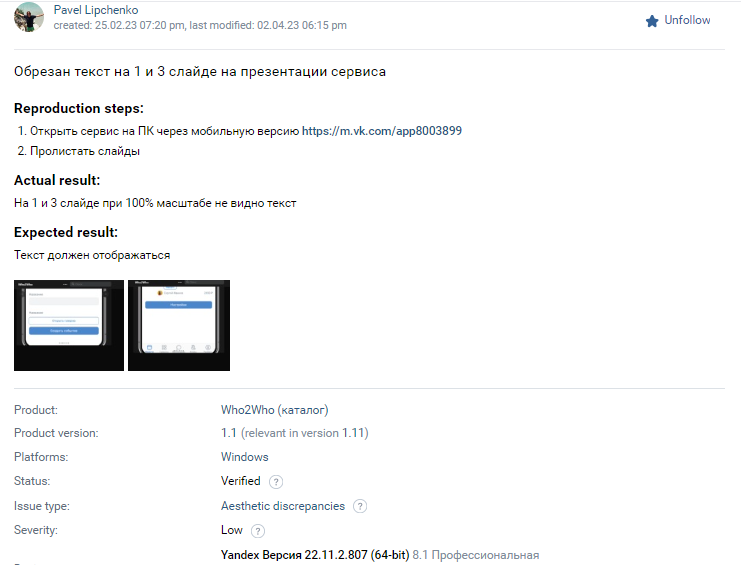 Pavel Lipchenko
created: 25.02.23 07:20 pm, last modified: 02.04.23 06:15 pm
Unfollow
Обрезан текст на 1 и 3 слайде на презентации сервиса
Reproduction steps:
1. Открыть сервис на ПК через мобильную версию https://m.vk.com/app8003899
2. Пролистать слайды
Actual result:
На 1 и 3 слайде при 100% масштабе не видно текст
Expected result:
Текст должен отображаться
Who2Who
Who2Who
Product: Who2Who (каталог)
Product version: 1.1 (relevant in version 1.11)
Platforms: Windows
Status: Verified ?
Issue type: Aesthetic discrepancies ?
Severity: Low ?
Yandex Версия 22.11.2.807 (64-bit) 8.1 Профессиональная